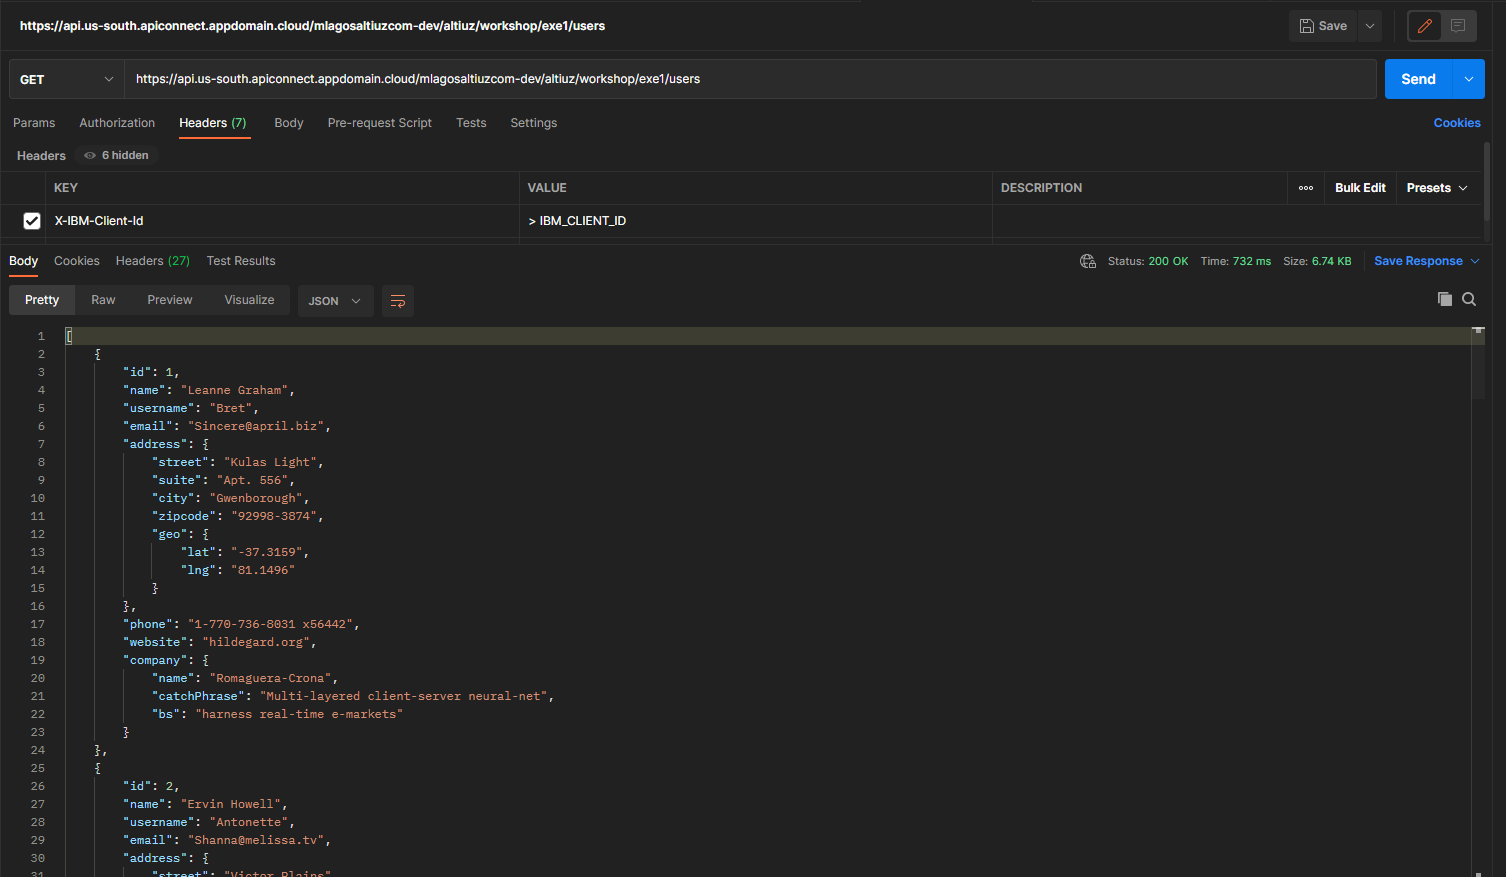 https://api.us-south.apiconnect.appdomain.cloud/mlagosaltiuzcom-dev/altiuz/workshop/exe1/users
Save
GET
https://api.us-south.apiconnect.appdomain.cloud/mlagosaltiuzcom-dev/altiuz/workshop/exe1/users
Send
Params Authorization Headers (7) Body Pre-request Script Tests Settings Cookies
Headers 6 hidden
KEY VALUE DESCRIPTION Bulk Edit Presets
X-IBM-Client-Id > IBM_CLIENT_ID
Body Cookies Headers (27) Test Results Status: 200 OK Time: 732 ms Size: 6.74 KB Save Response
Pretty Raw Preview Visualize JSON
1 [
2 {
3 "id": 1,
4 "name": "Leanne Graham",
5 "username": "Bret",
6 "email": "Sincere@april.biz",
7 "address": {
8 "street": "Kulas Light",
9 "suite": "Apt. 556",
10 "city": "Gwenborough",
11 "zipcode": "92998-3874",
12 "geo": {
13 "lat": "-37.3159",
14 "lng": "81.1496"
15 }
16 },
17 "phone": "1-770-736-8031 x56442",
18 "website": "hildegard.org",
19 "company": {
20 "name": "Romaguera-Crona",
21 "catchPhrase": "Multi-layered client-server neural-net",
22 "bs": "harness real-time e-markets"
23 }
24 },
25 {
26 "id": 2,
27 "name": "Ervin Howell",
28 "username": "Antonette",
29 "email": "Shanna@melissa.tv",
30 "address": {
31 "street": "Victor Plains",